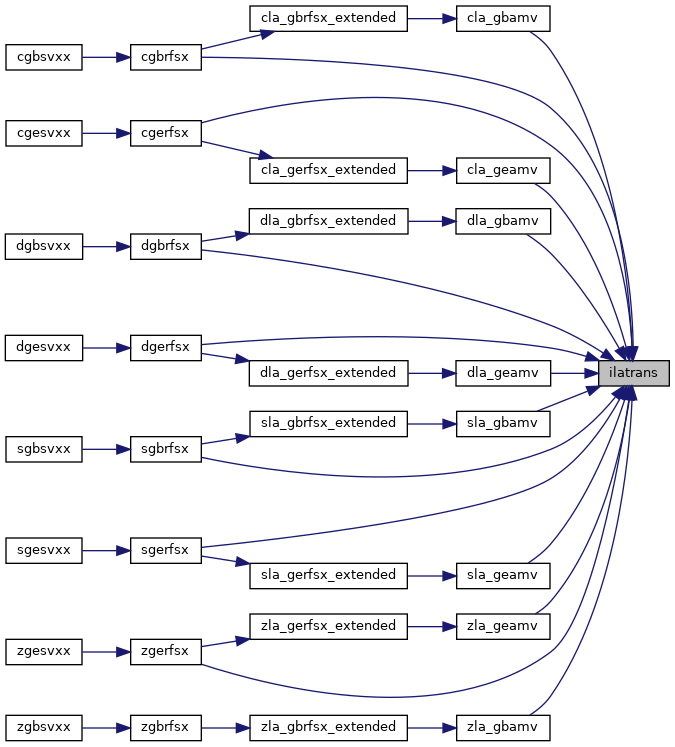 cla_gbrfsx_extended
cla_gbamv
cgbsvxx
cgbrfsx
cgesvxx
cgerfsx
cla_gerfsx_extended
cla_geamv
dla_gbrfsx_extended
dla_gbamv
dgbsvxx
dgbrfsx
dgesvxx
dgerfsx
dla_gerfsx_extended
dla_geamv
ilatrans
sla_gbrfsx_extended
sla_gbamv
sgbsvxx
sgbrfsx
sgesvxx
sgerfsx
sla_gerfsx_extended
sla_geamv
zla_gerfsx_extended
zla_geamv
zgesvxx
zgerfsx
zgbsvxx
zgbrfsx
zla_gbrfsx_extended
zla_gbamv